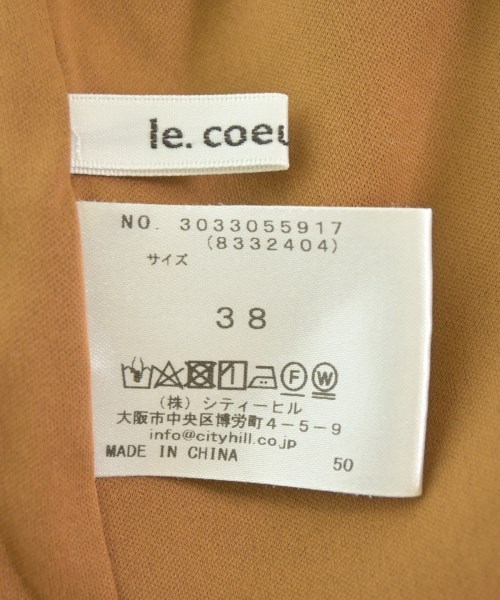 le. coeu
NO. 3033055917
(8332404)
サイズ
38
F W
(株) シティーヒル
大阪市中央区博労町4-5-9
info@cityhill.co.jp
MADE IN CHINA
50